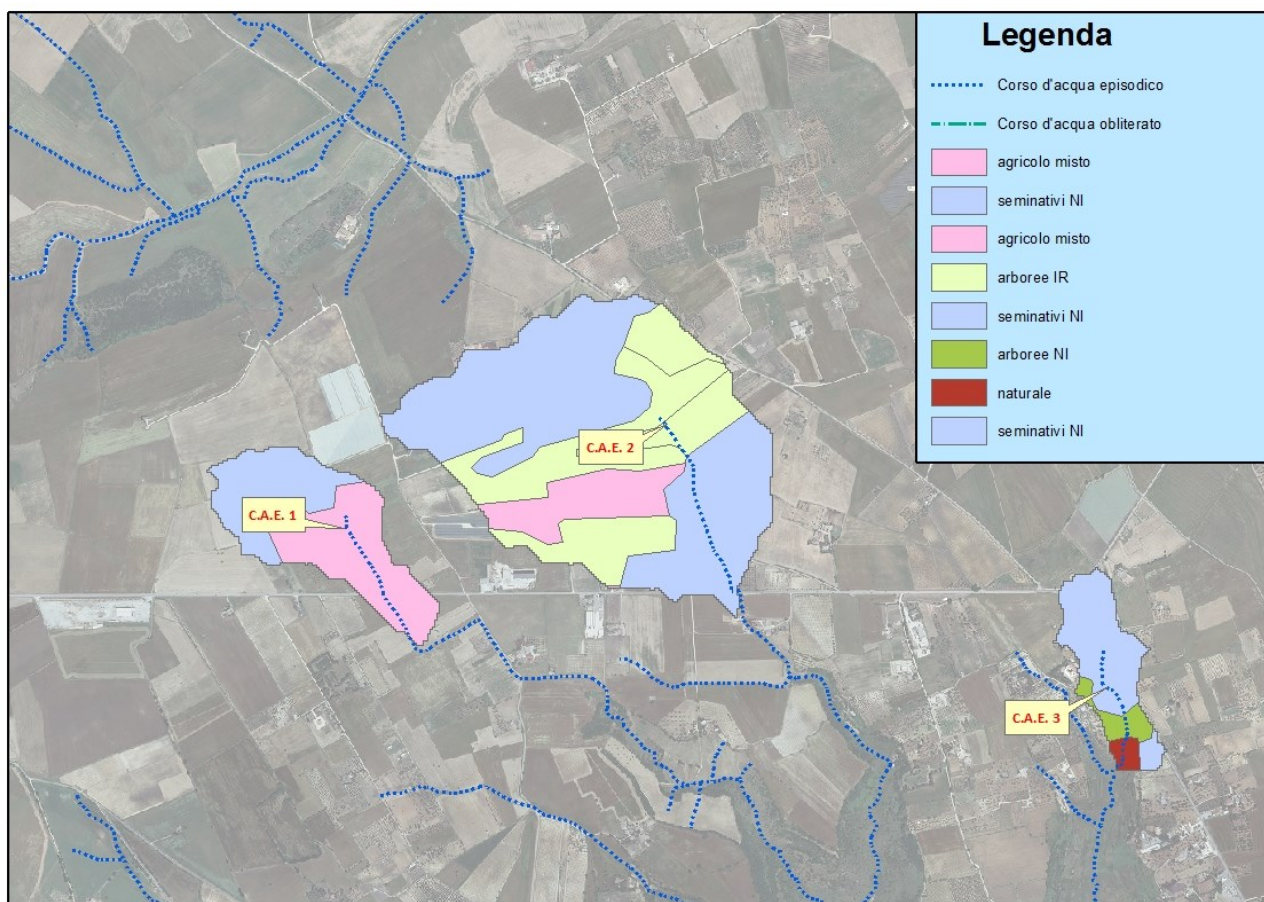 Legenda
Corso d'acqua episodico
Corso d'acqua obliterato
agricolo misto
seminativi NI
agricolo misto
arboree IR
seminativi NI
arboree NI
naturale
seminativi NI
C.A.E. 2
C.A.E. 1
C.A.E. 3